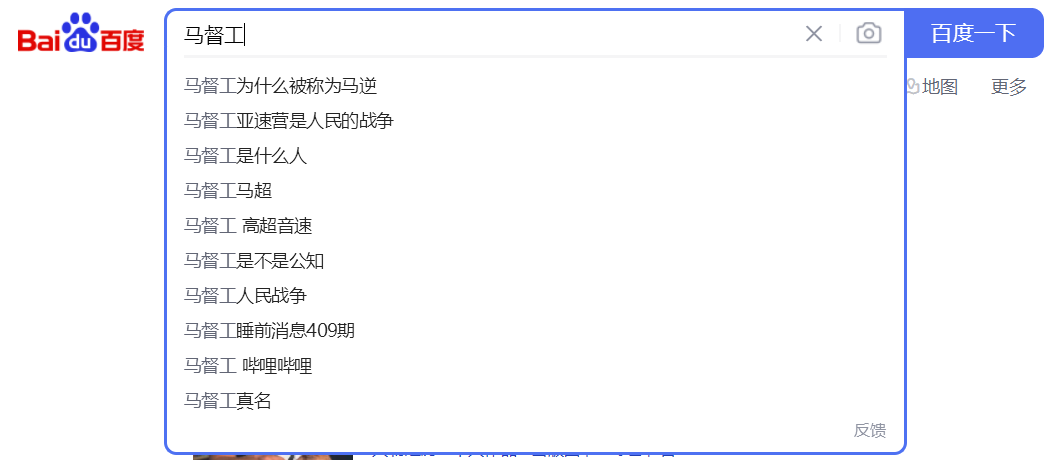 Bai du 百度
马督工
百度一下
马督工为什么被称为马逆
地图
更多
马督工亚速营是人民的战争
马督工是什么人
马督工马超
马督工 高超音速
马督工是不是公知
马督工人民战争
马督工睡前消息409期
马督工 哔哩哔哩
马督工真名
反馈